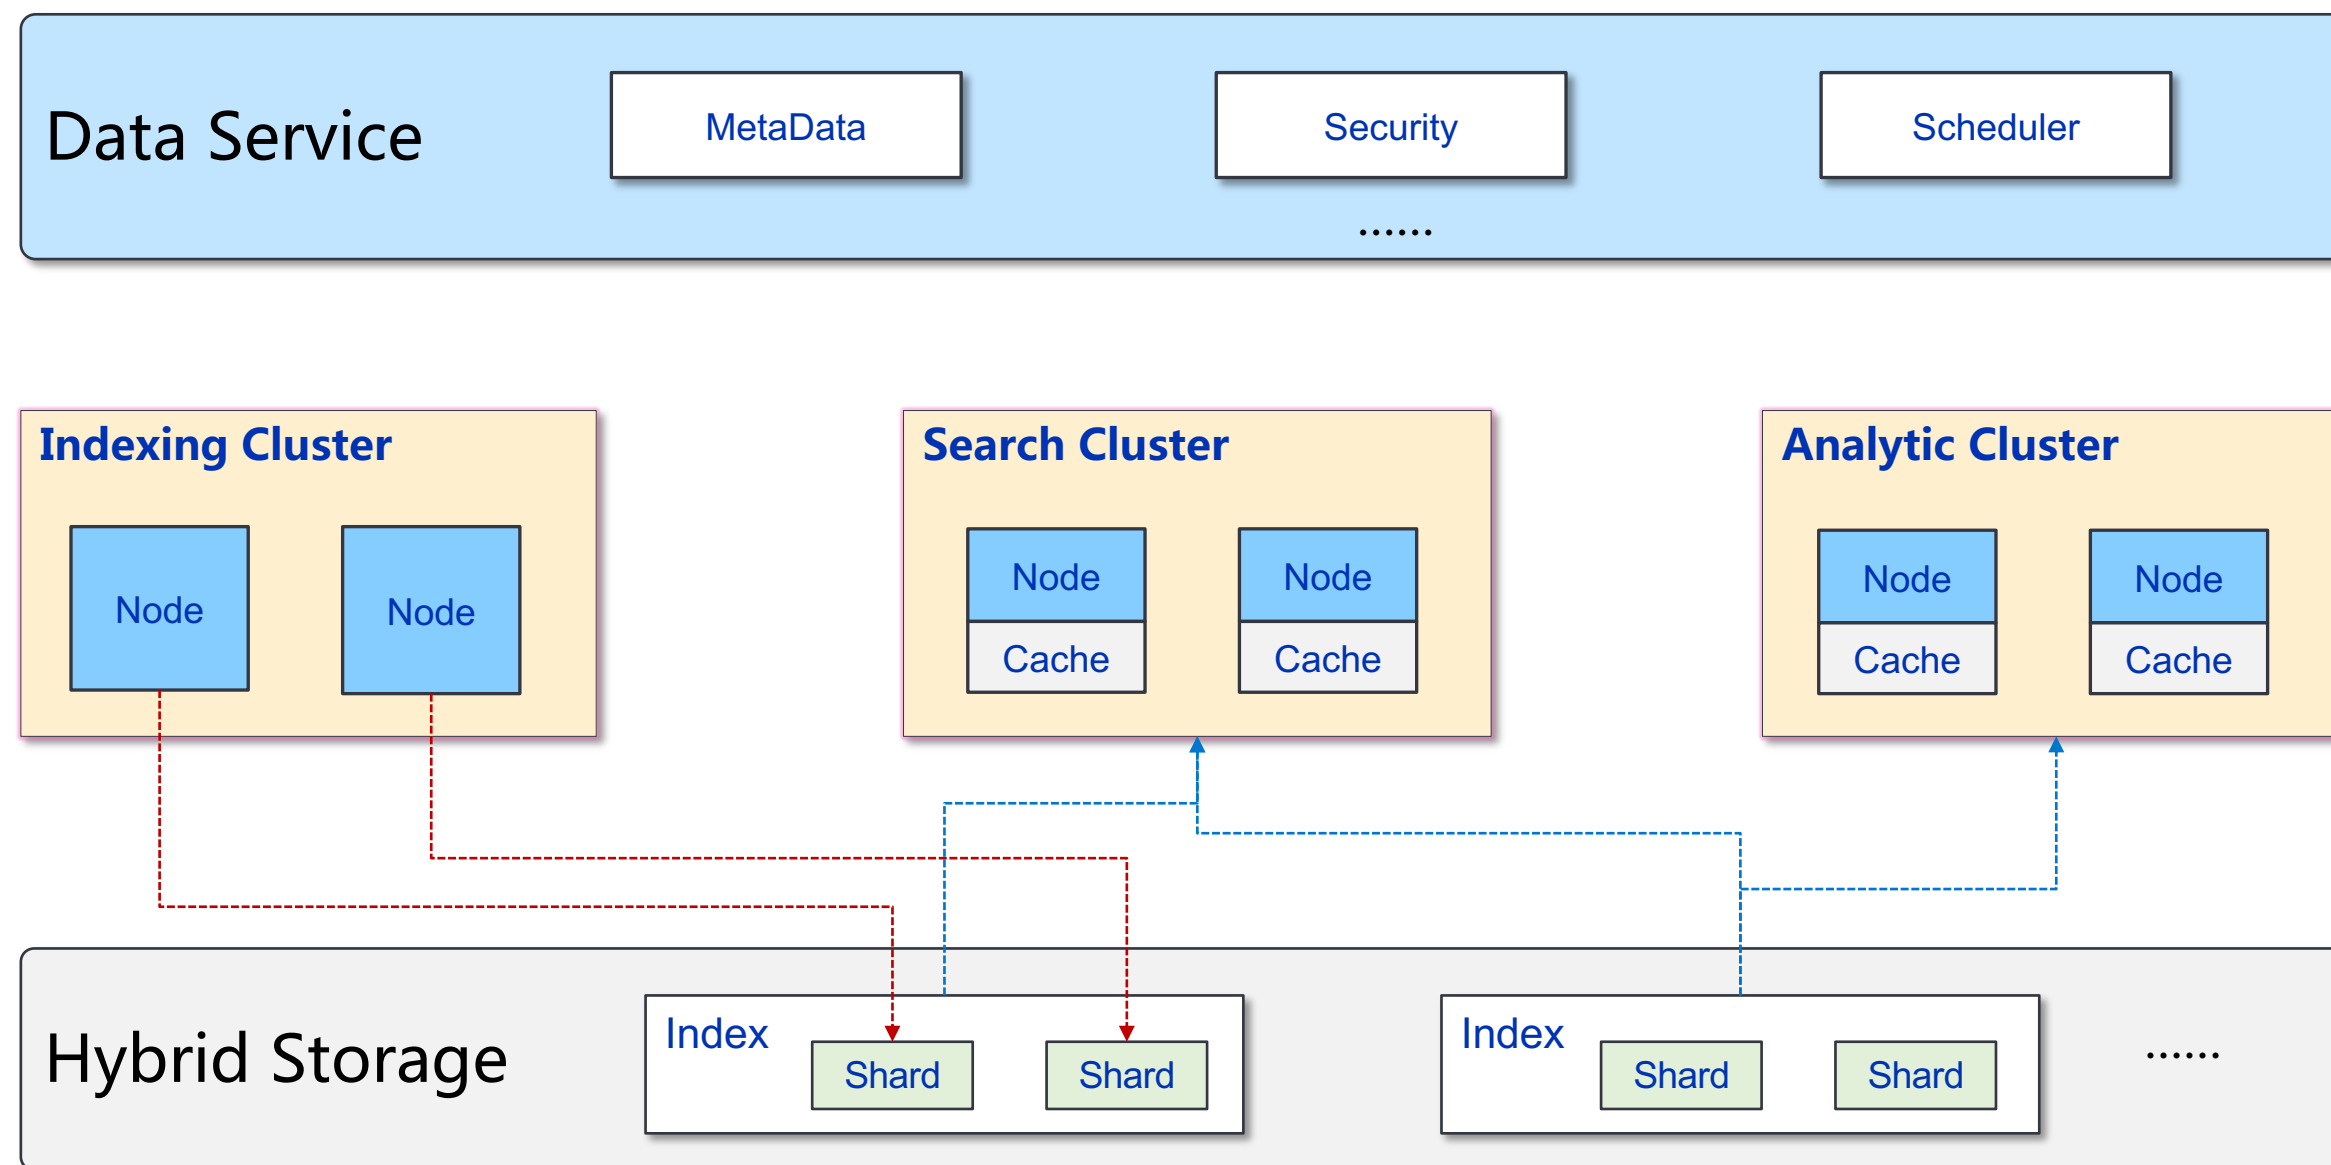 Data Service
MetaData
Security
Scheduler
......
Indexing Cluster
Node
Node
Search Cluster
Node
Cache
Node
Cache
Analytic Cluster
Node
Cache
Node
Cache
Hybrid Storage
Index
Shard
Shard
Index
Shard
Shard
......